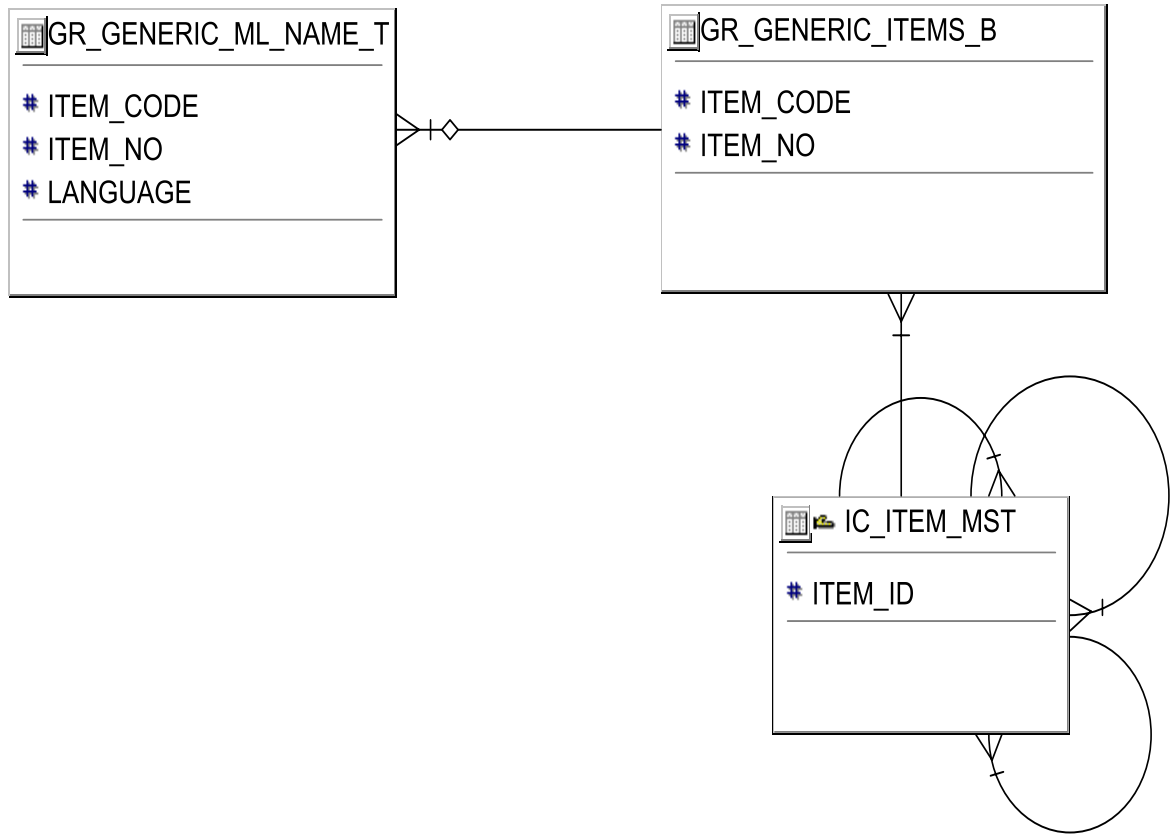 GR_GENERIC_ML_NAME_T
# ITEM_CODE
# ITEM_NO
# LANGUAGE
GR_GENERIC_ITEMS_B
# ITEM_CODE
# ITEM_NO
IC_ITEM_MST
# ITEM_ID